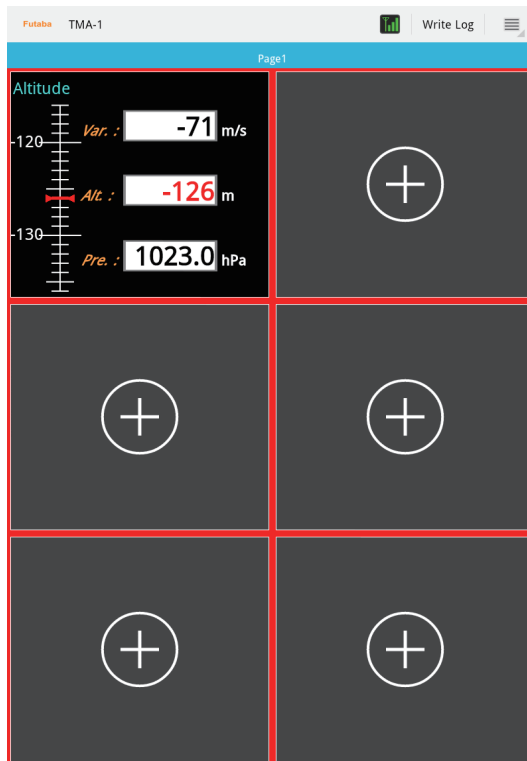 Futaba TMA-1 Write Log
Page1
Altitude
-120
Var. : -71 m/s
Alt. : -126 m
-130
Pre. : 1023.0 hPa